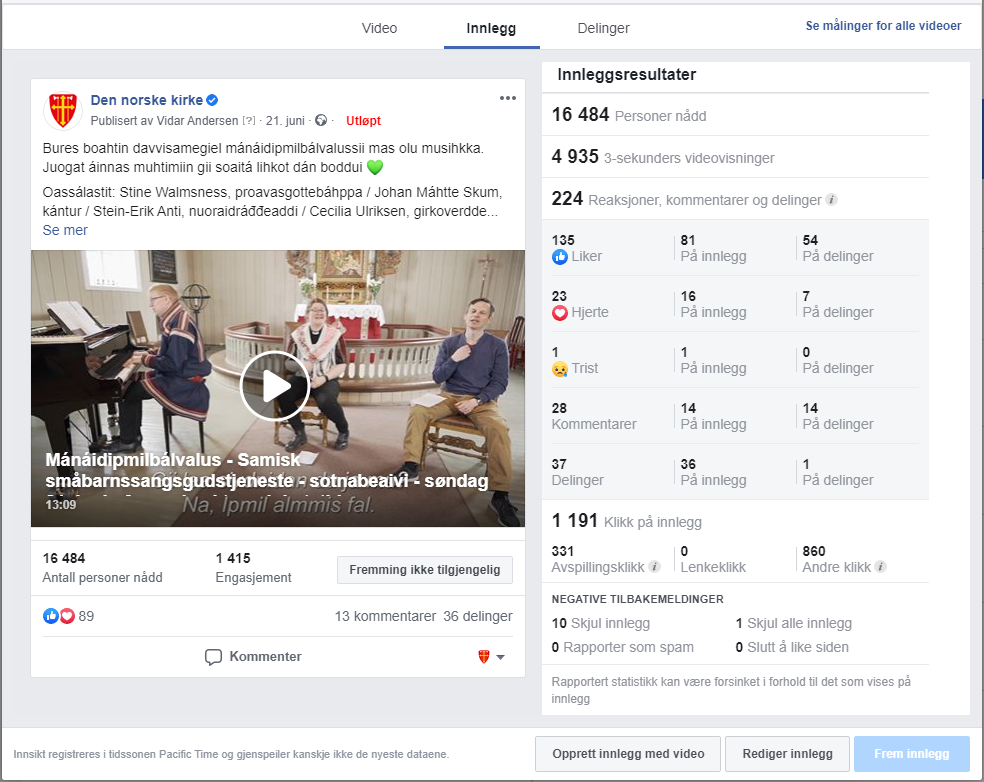 Video
Innlegg
Delinger
Se målinger for alle videoer
Den norske kirke
Publisert av Vidar Andersen [?] · 21. juni · · Utløpt
Bures boahtin davvisamegiel mánáidipmilbálvalussii mas olu musihkka.
Juogat áinnas muhtimiin gii soaitá lihkot dán boddui
Oassálastit: Stine Walmsness, proavasgottebáhppa / Johan Máhtte Skum,
kántur / Stein-Erik Anti, nuoraidráđđeaddi / Cecilia Ulriksen, girkoverdde...
Se mer
Mánáidipmilbálvalus - Samisk
småbarnssangsgudstjeneste - sotnabeaivi - søndag
13:09
Na, Ipmil almmis fal.
16 484
Antall personer nådd
1 415
Engasjement
Fremming ikke tilgjengelig
89
13 kommentarer 36 delinger
Kommenter
Innleggsresultater
16 484 Personer nådd
4 935 3-sekunders videovisninger
224 Reaksjoner, kommentarer og delinger
135 81 54
Liker På innlegg På delinger
23 16 7
Hjerte På innlegg På delinger
1 1 0
Trist På innlegg På delinger
28 14 14
Kommentarer På innlegg På delinger
37 36 1
Delinger På innlegg På delinger
1 191 Klikk på innlegg
331 0 860
Avspillingsklikk Lenkeklikk Andre klikk
NEGATIVE TILBAKEMELDINGER
10 Skjul innlegg 1 Skjul alle innlegg
0 Rapporter som spam 0 Slutt å like siden
Rapportert statistikk kan være forsinket i forhold til det som vises på
innlegg
Innsikt registreres i tidssonen Pacific Time og gjenspeiler kanskje ikke de nyeste dataene.
Opprett innlegg med video
Rediger innlegg
Frem innlegg